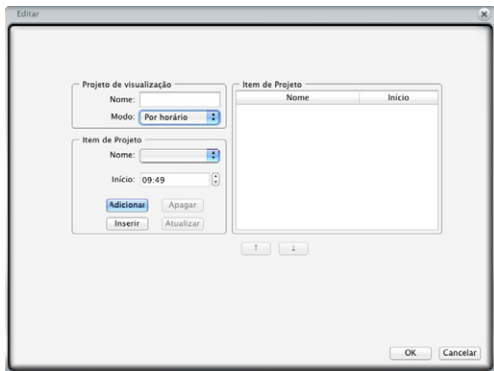 Editar
Projeto de visualização
Nome:
Modo: Por horário
Item de Projeto
Nome:
Início: 09:49
Adicionar Apagar
Inserir Atualizar
Item de Projeto
Nome Início
↑ ↓
OK Cancelar